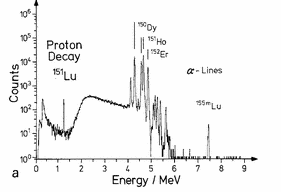 10⁶
10⁵
10⁴
10³
10²
10¹
10⁰
Counts
Proton
Decay
¹⁵¹Lu
¹⁵⁰Dy
¹⁵¹Ho
¹⁵²Er
α-Lines
¹⁵⁵ᵐLu
0 1 2 3 4 5 6 7 8 9
Energy / MeV
a